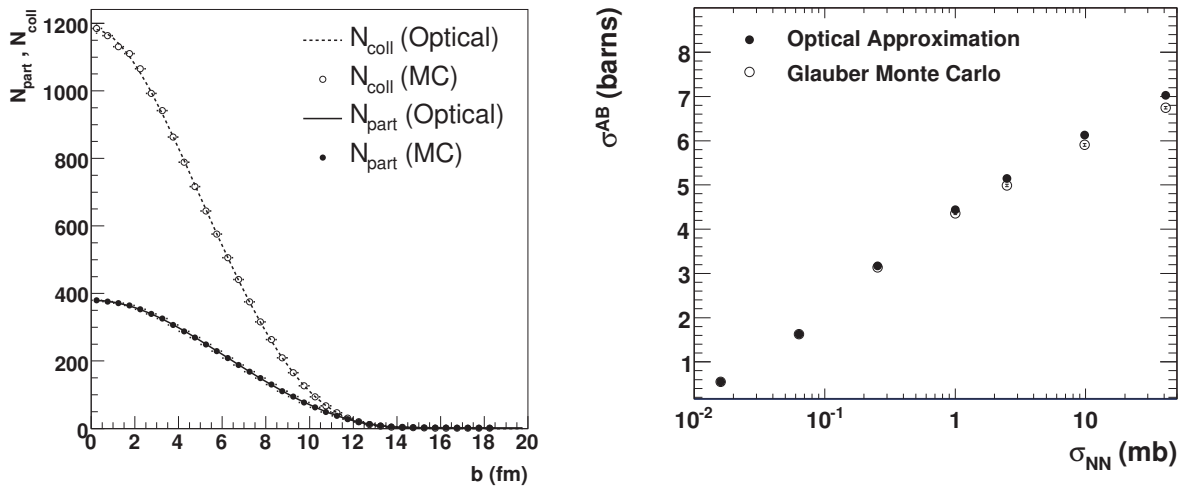 N_part , N_coll
1200
1000
800
600
400
200
0
N_coll (Optical)
N_coll (MC)
N_part (Optical)
N_part (MC)
0 2 4 6 8 10 12 14 16 18 20
b (fm)
σ^AB (barns)
8
7
6
5
4
3
2
1
Optical Approximation
Glauber Monte Carlo
10^-2 10^-1 1 10
σ_NN (mb)